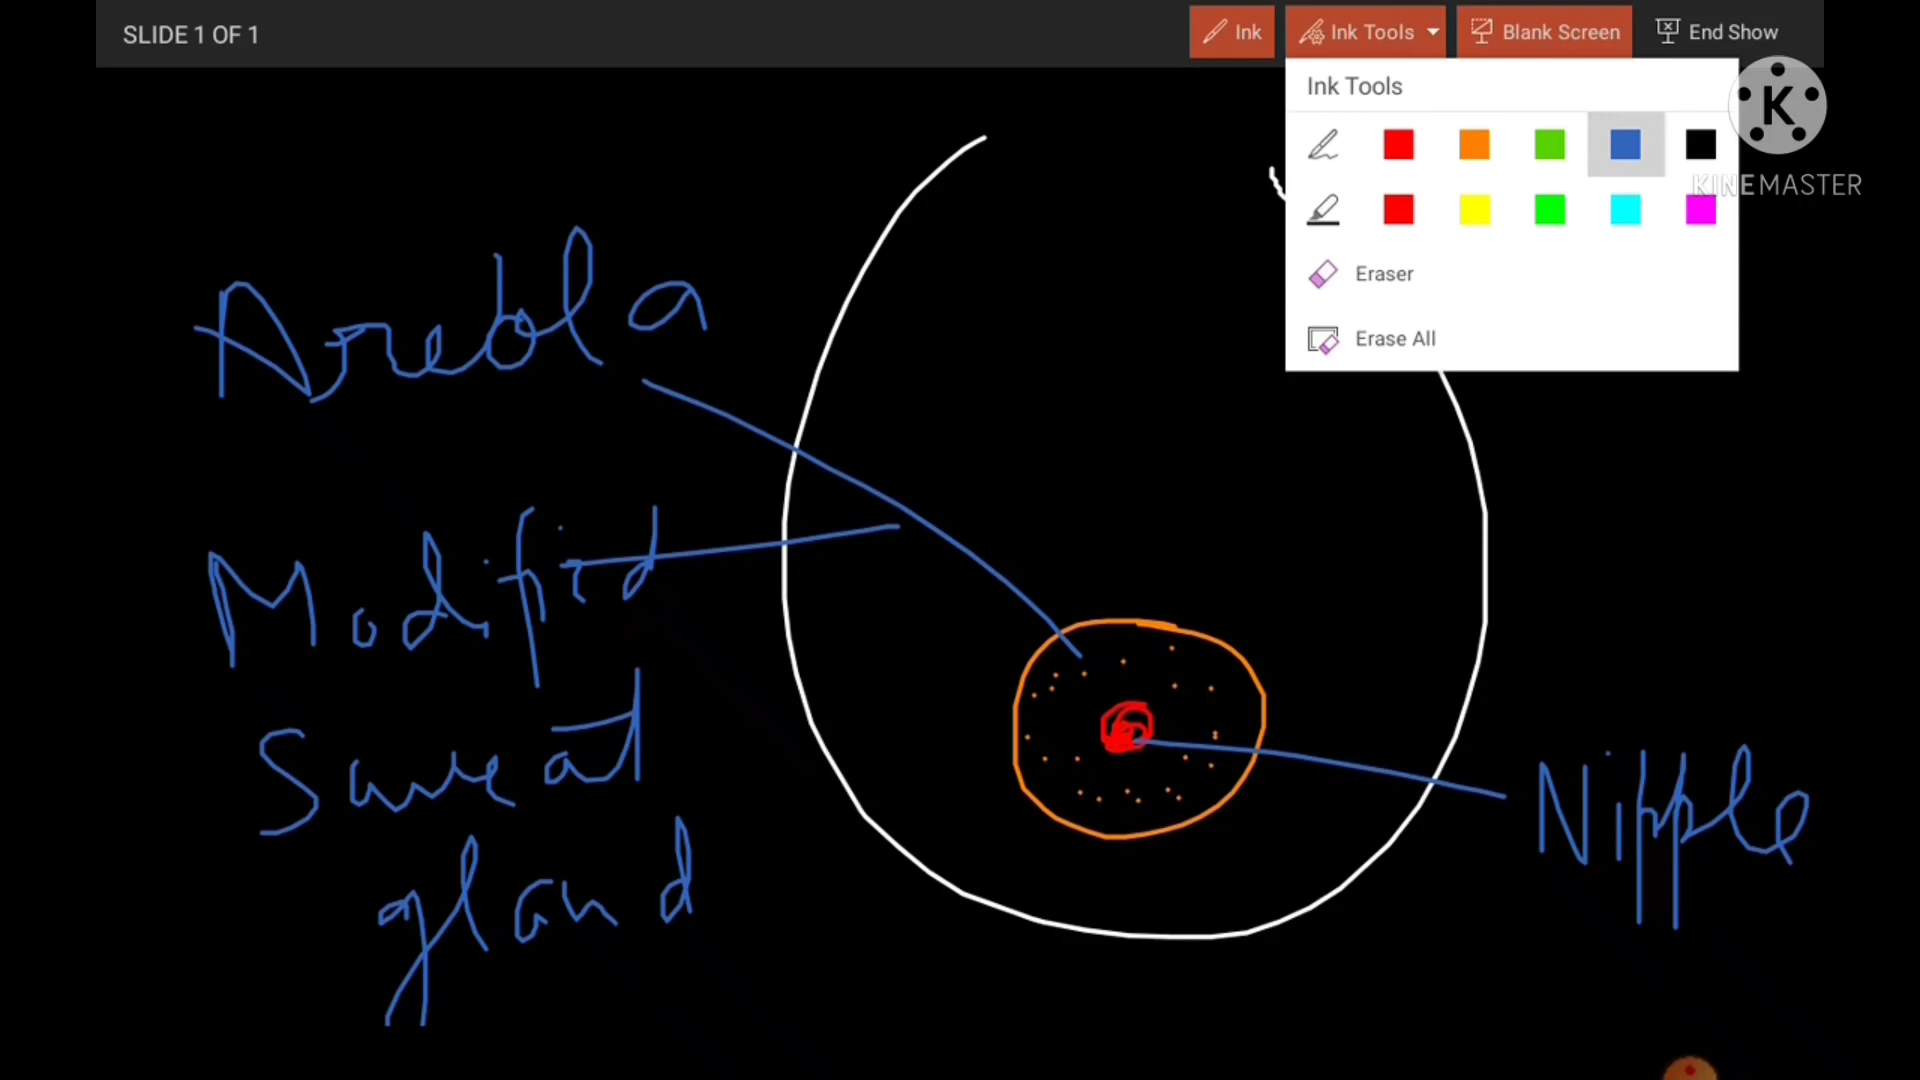 SLIDE 1 OF 1
Ink
Ink Tools
Blank Screen
End Show
Ink Tools
K
KINEMASTER
Eraser
Erase All
Areola
Modified
Sweat
gland
Nipple